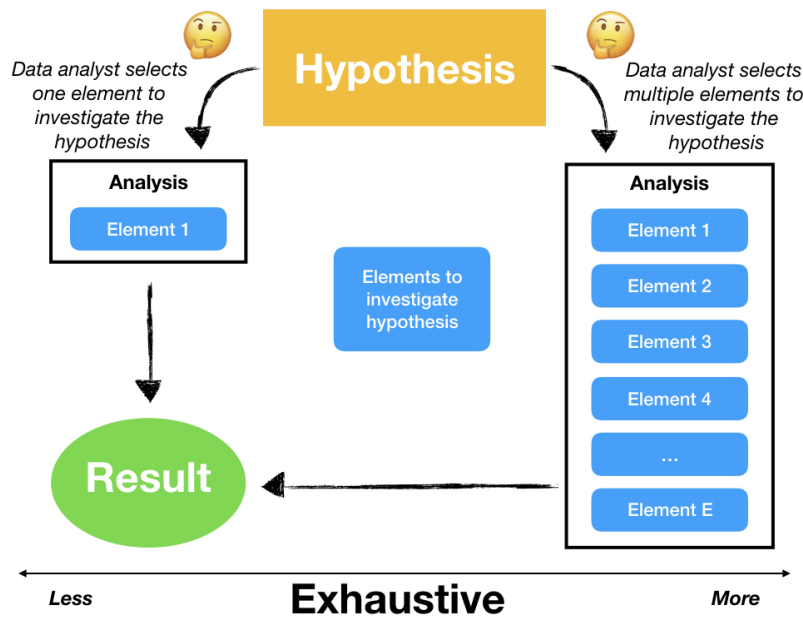 Hypothesis
Data analyst selects
one element to
investigate the
hypothesis
Data analyst selects
multiple elements to
investigate the
hypothesis
Analysis
Element 1
Elements to
investigate
hypothesis
Analysis
Element 1
Element 2
Element 3
Element 4
...
Element E
Result
Less
Exhaustive
More